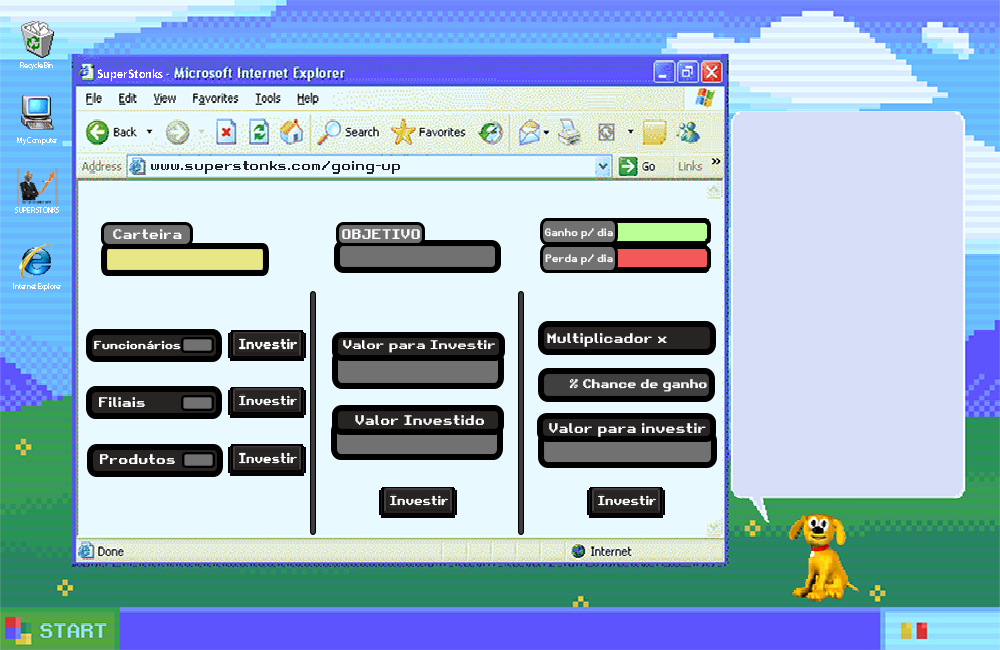 Recycle Bin
My Computer
SUPERSTONKS
Internet Explorer
SuperStonks - Microsoft Internet Explorer
File Edit View Favorites Tools Help
Back Search Favorites
Address www.superstonks.com/going-up Go Links »
Carteira
OBJETIVO
Ganho p/ dia
Perda p/ dia
Funcionários Investir
Filiais Investir
Produtos Investir
Valor para Investir
Valor Investido
Investir
Multiplicador x
% Chance de ganho
Valor para investir
Investir
Done Internet
START